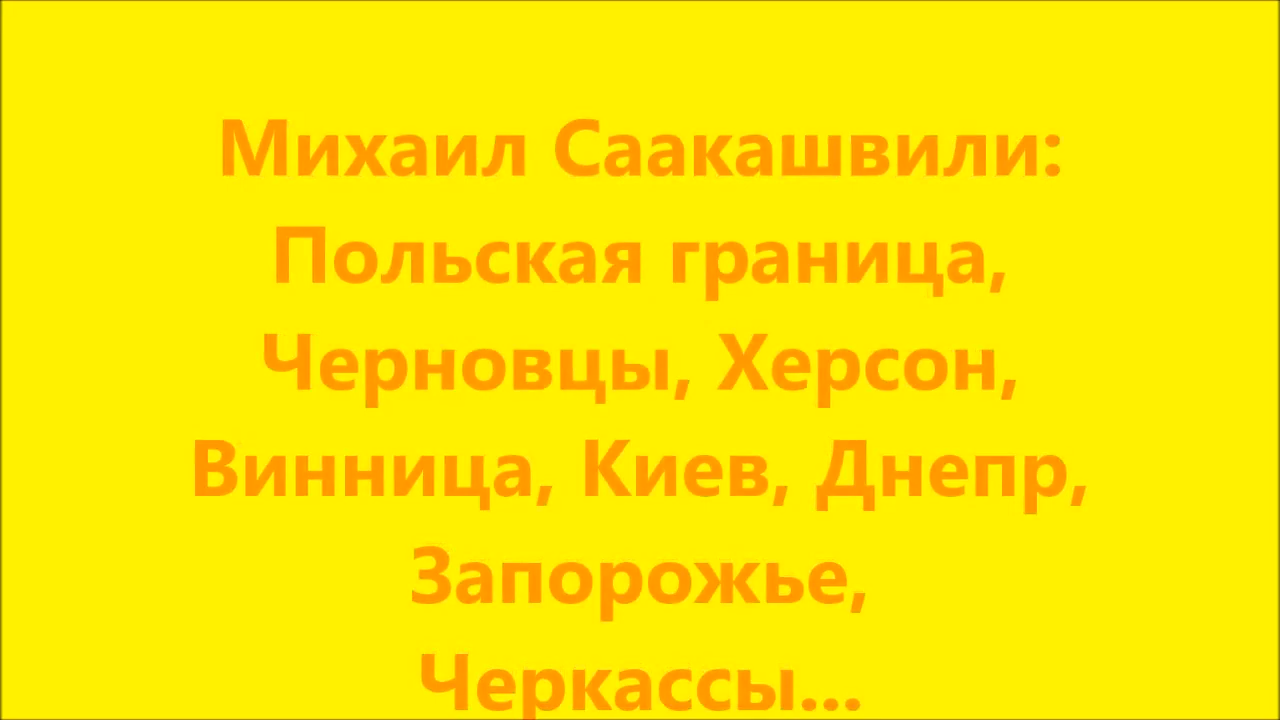 Михаил Саакашвили:
Польская граница,
Черновцы, Херсон,
Винница, Киев, Днепр,
Запорожье,
Черкассы...